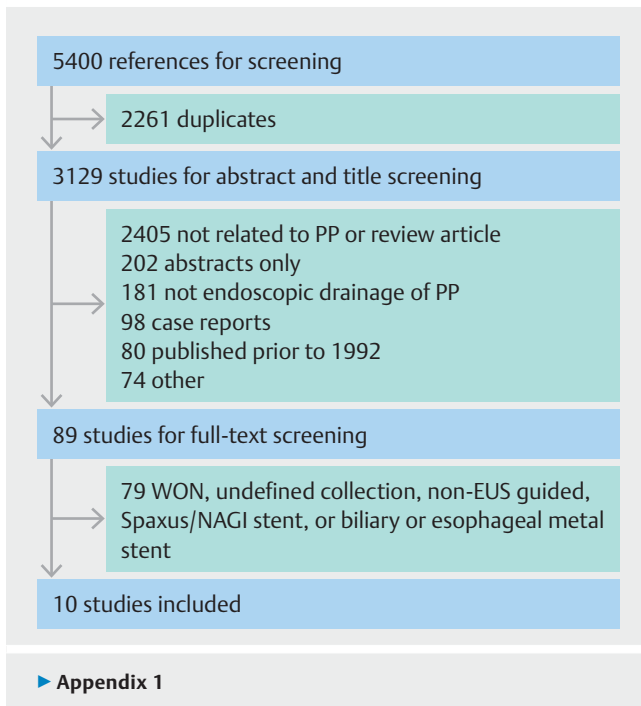 5400 references for screening
2261 duplicates
3129 studies for abstract and title screening
2405 not related to PP or review article
202 abstracts only
181 not endoscopic drainage of PP
98 case reports
80 published prior to 1992
74 other
89 studies for full-text screening
79 WON, undefined collection, non-EUS guided,
Spaxus/NAGI stent, or biliary or esophageal metal
stent
10 studies included
▶ Appendix 1